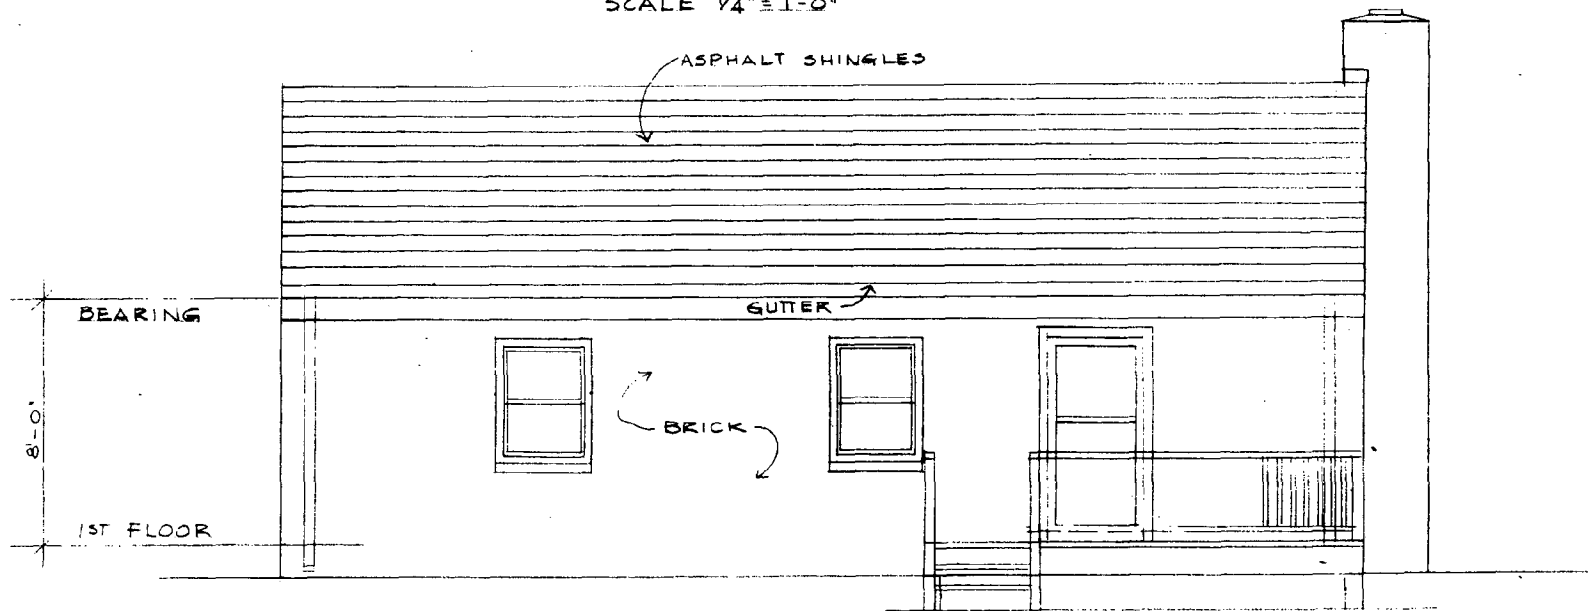 SCALE 1/4" = 1'-0"
ASPHALT SHINGLES
GUTTER
BEARING
BRICK
8'-0"
1ST FLOOR